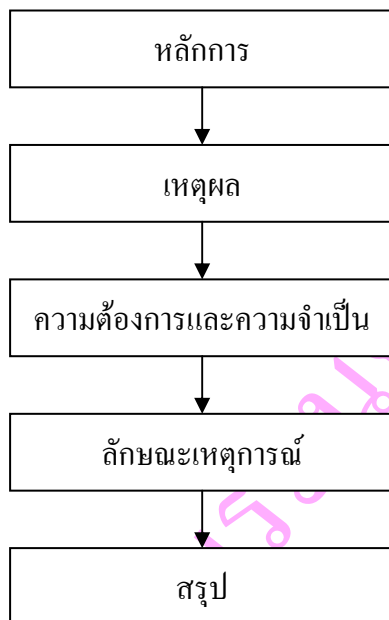 หลักการ
เหตุผล
ความต้องการและความจำเป็น
ลักษณะเหตุการณ์
สรุป